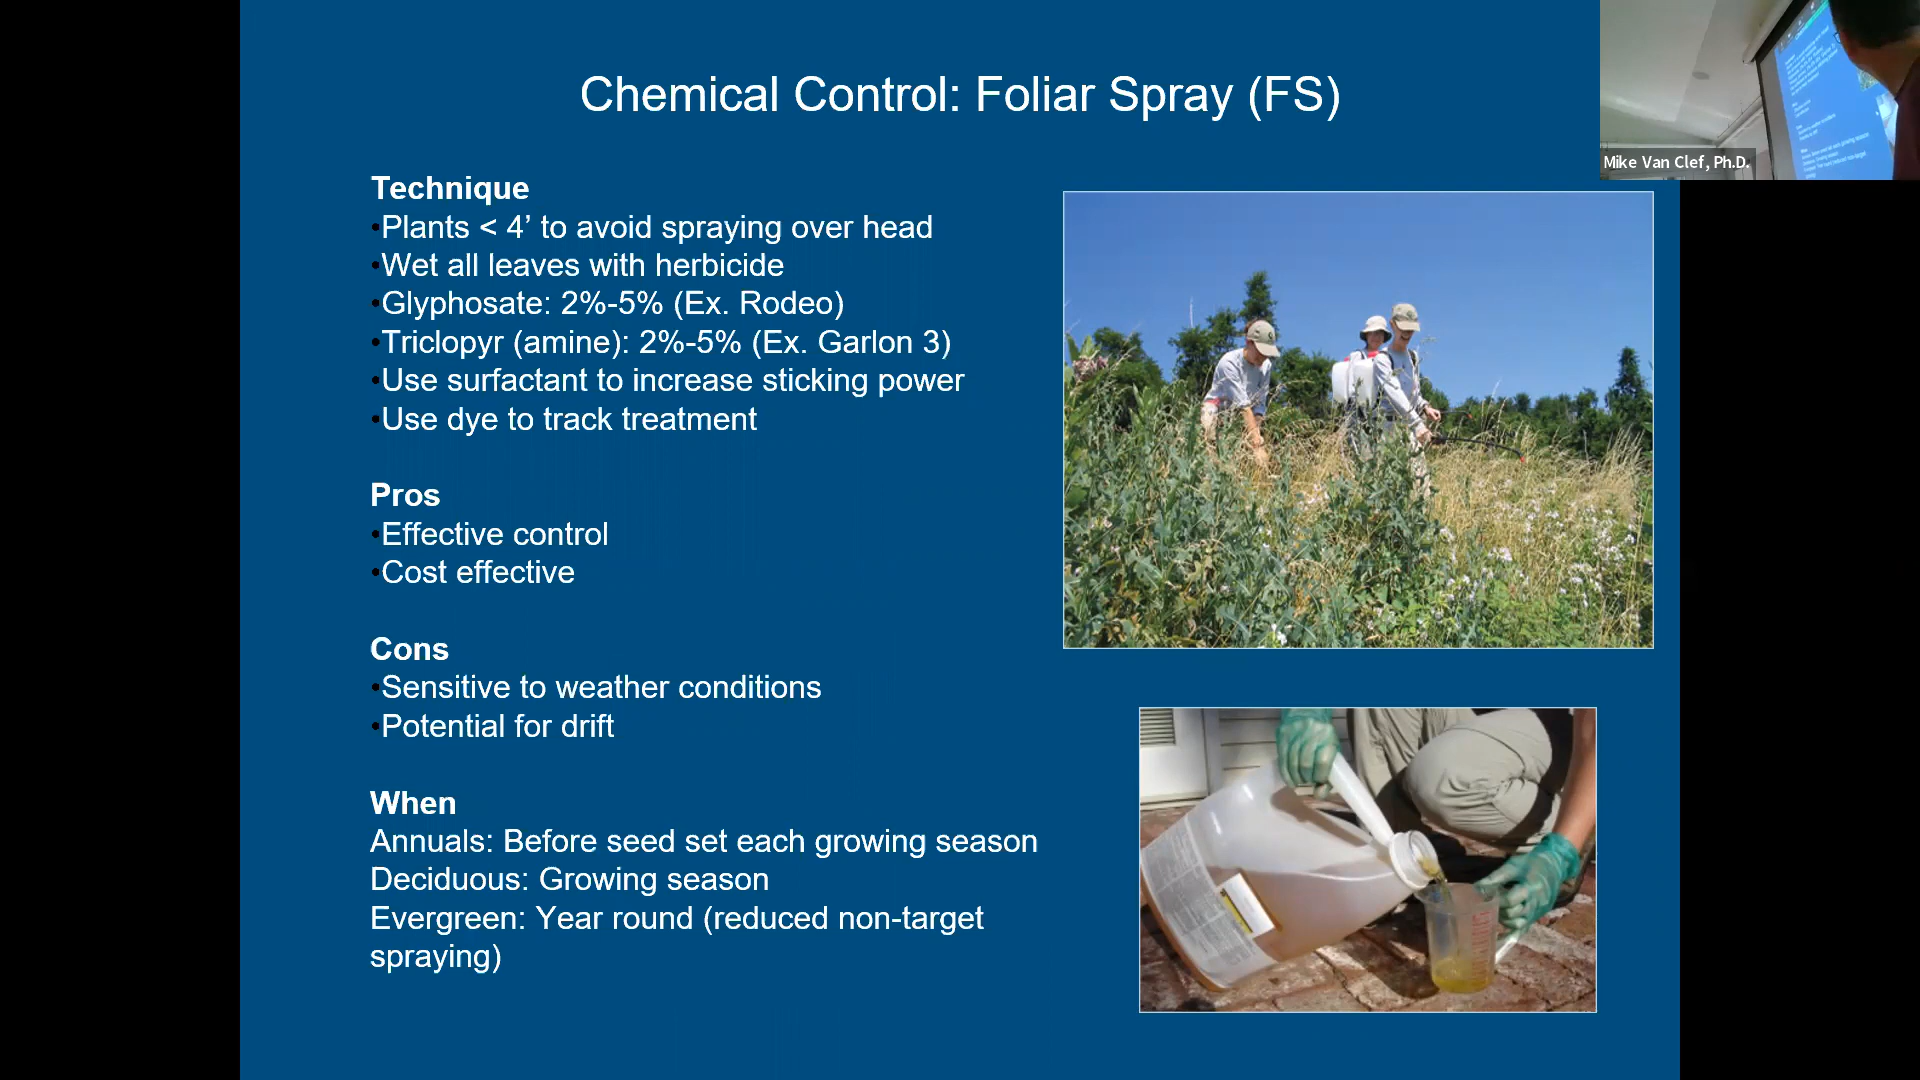 Chemical Control: Foliar Spray (FS)
Mike Van Clef, Ph.D.
Technique
•Plants < 4’ to avoid spraying over head
•Wet all leaves with herbicide
•Glyphosate: 2%-5% (Ex. Rodeo)
•Triclopyr (amine): 2%-5% (Ex. Garlon 3)
•Use surfactant to increase sticking power
•Use dye to track treatment
Pros
•Effective control
•Cost effective
Cons
•Sensitive to weather conditions
•Potential for drift
When
Annuals: Before seed set each growing season
Deciduous: Growing season
Evergreen: Year round (reduced non-target
spraying)